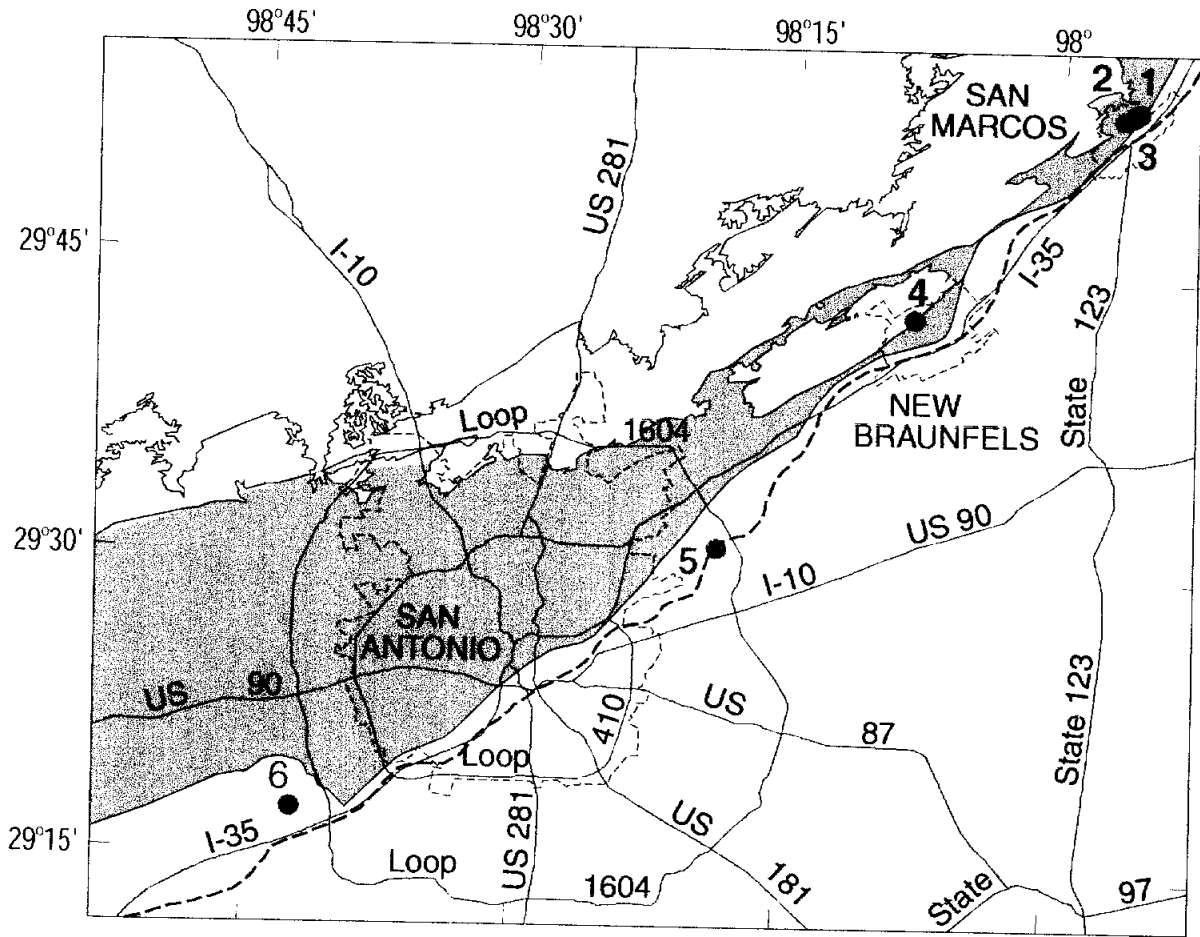 98°45'
98°30'
98°15'
98°
2
1
SAN
MARCOS
3
US 281
29°45'
I-10
I-35
4
123
State
NEW
BRAUNFELS
Loop
1604
US 90
29°30'
5
I-10
SAN
ANTONIO
US
90
US
410
87
State 123
Loop
6
29°15'
I-35
US 281
US
Loop
1604
181
State
97